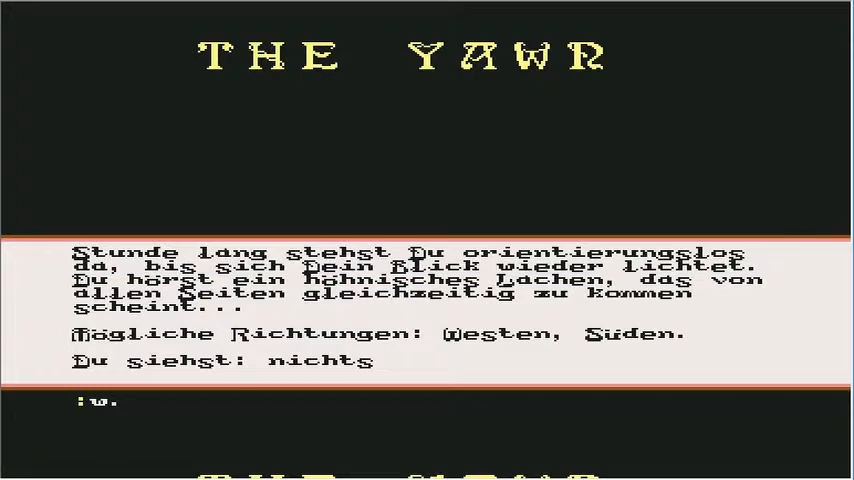 THE YAWR
Stunde lang stehst Du orientierungslos
da, bis sich Dein Blick wieder lichtet.
Du hörst ein höhnisches Lachen, das von
allen Seiten gleichzeitig zu kommen
scheint...
Mögliche Richtungen: Westen, Süden.
Du siehst: nichts
:w.